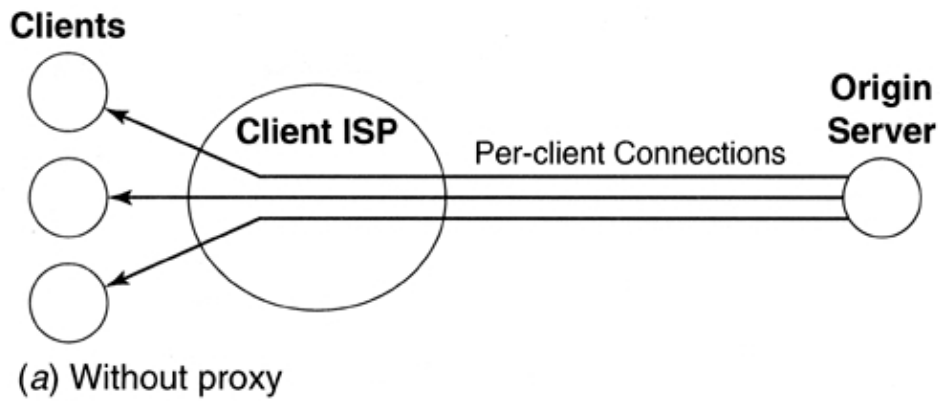 Clients
Client ISP
Per-client Connections
Origin
Server
(a) Without proxy